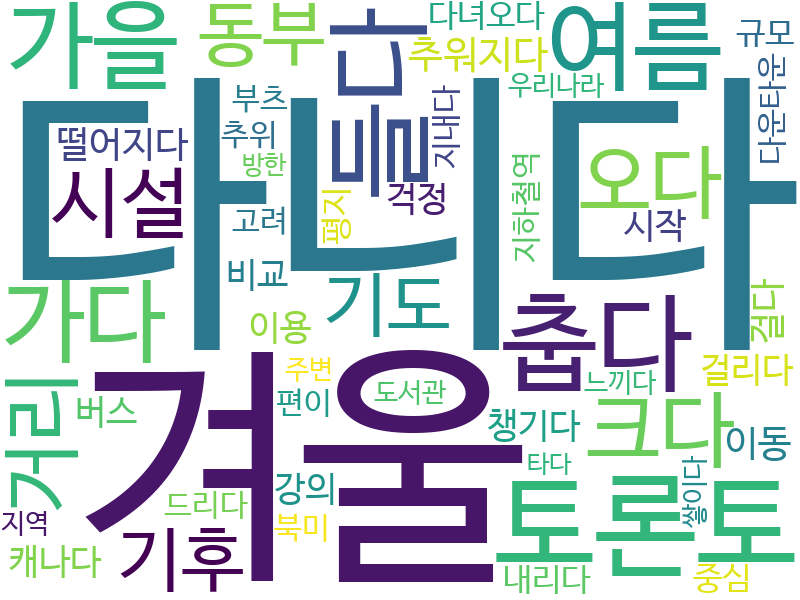 가을
동부
들다
다녀오다
추워지다
여름
규모
우리나라
다운타운
다니다
부츠
추위
방한
떨어지다
시설
지내다
걱정
평지
고려
지하철역
오다
시작
비교
가다
기도
이용
춥다
걸다
걸리다
주변
느끼다
도서관
편이
겨울
거리
버스
챙기다
크다
이동
타다
쌓이다
강의
드리다
북미
토론토
지역
기후
캐나다
내리다
중심